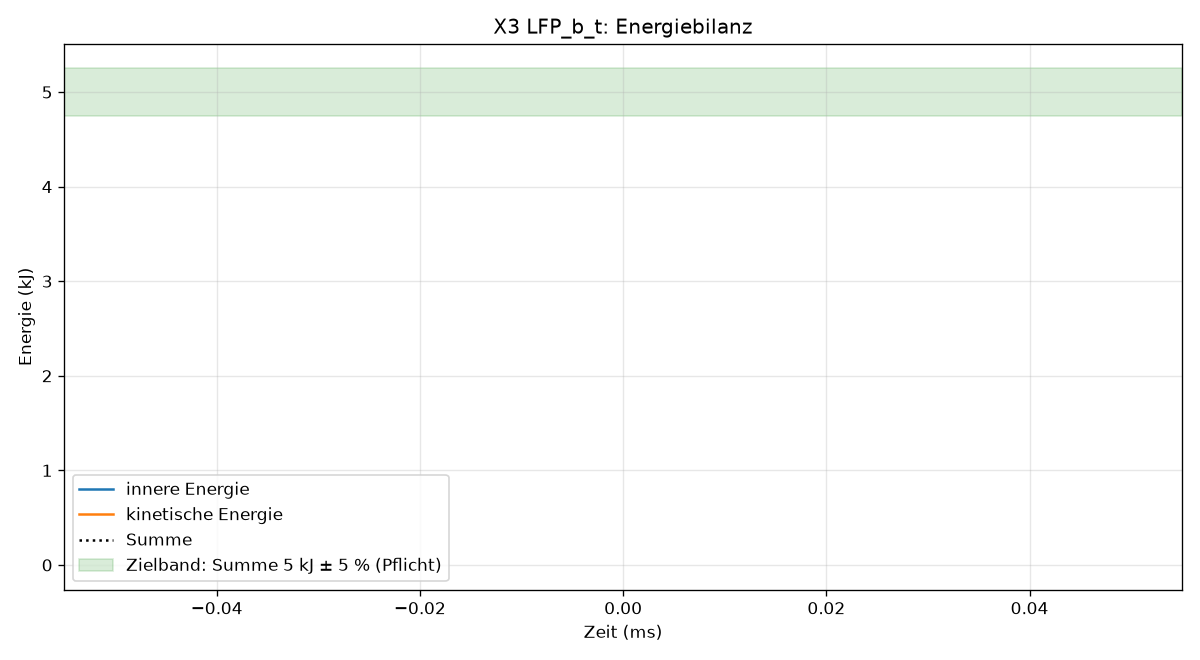 X3 LFP_b_t: Energiebilanz
Energie (kJ)
5
4
3
2
1
0
innere Energie
kinetische Energie
Summe
Zielband: Summe 5 kJ ± 5 % (Pflicht)
−0.04
−0.02
0.00
0.02
0.04
Zeit (ms)